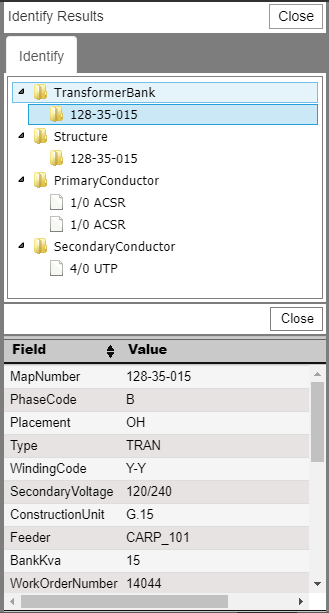 Identify Results Close
Identify
TransformerBank
128-35-015
Structure
128-35-015
PrimaryConductor
1/0 ACSR
1/0 ACSR
SecondaryConductor
4/0 UTP
Close
Field Value
MapNumber 128-35-015
PhaseCode B
Placement OH
Type TRAN
WindingCode Y-Y
SecondaryVoltage 120/240
ConstructionUnit G.15
Feeder CARP_101
BankKva 15
WorkOrderNumber 14044